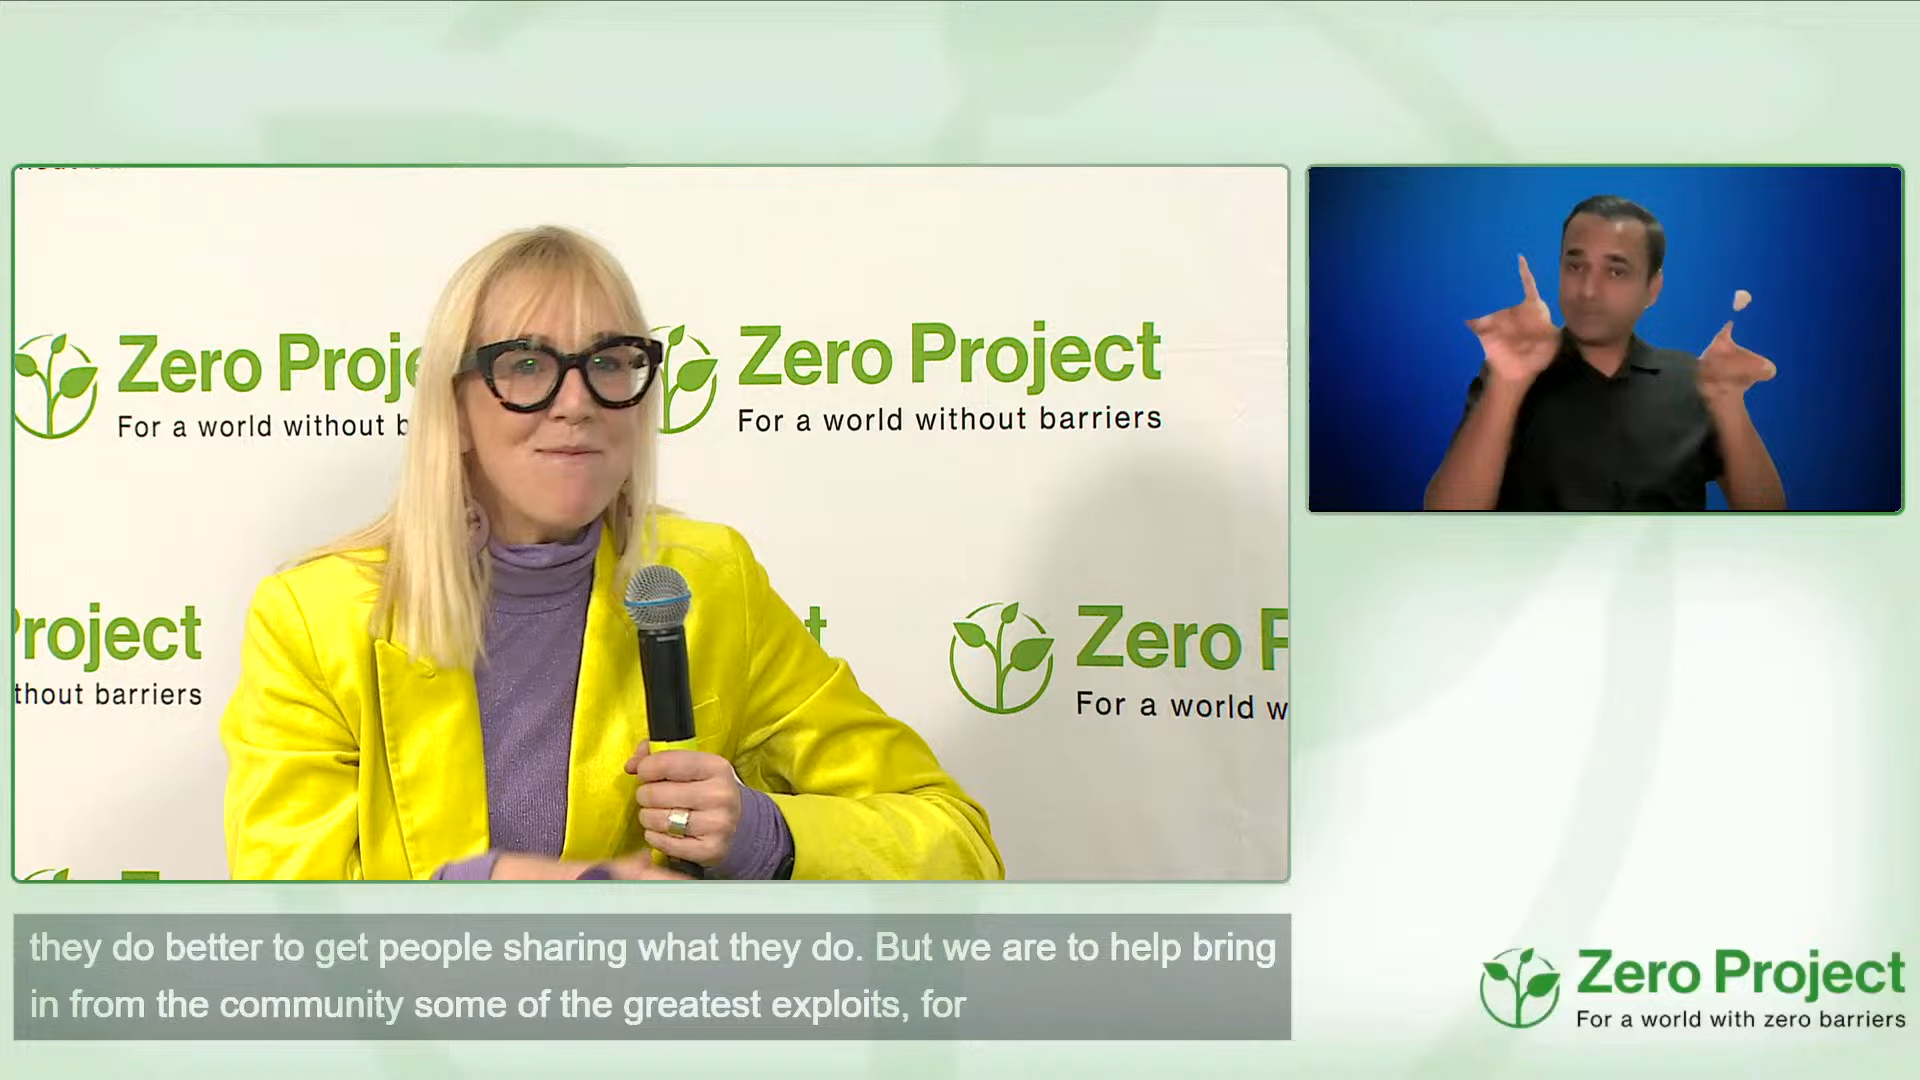 Zero Proje
For a world without b
Zero Project
For a world without barriers
Project
thout barriers
Zero P
For a world w
they do better to get people sharing what they do. But we are to help bring
in from the community some of the greatest exploits, for
Zero Project
For a world with zero barriers